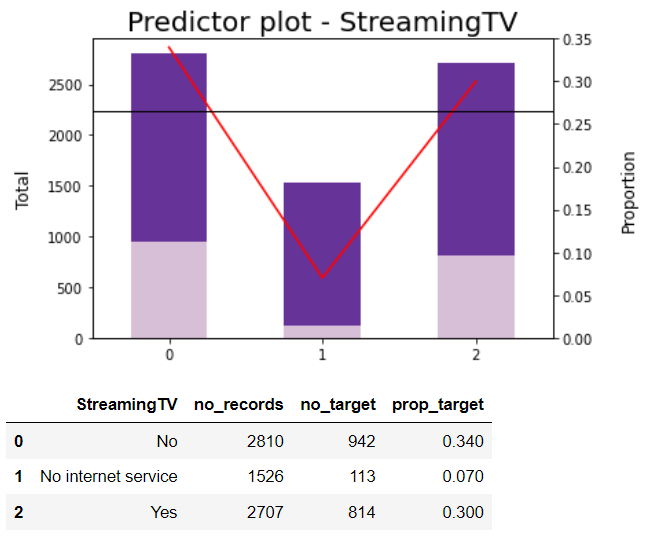 Predictor plot - StreamingTV
2500
2000
1500
1000
500
0
Total
0.35
0.30
0.25
0.20
0.15
0.10
0.05
0.00
Proportion
0 1 2
StreamingTV no_records no_target prop_target
0 No 2810 942 0.340
1 No internet service 1526 113 0.070
2 Yes 2707 814 0.300